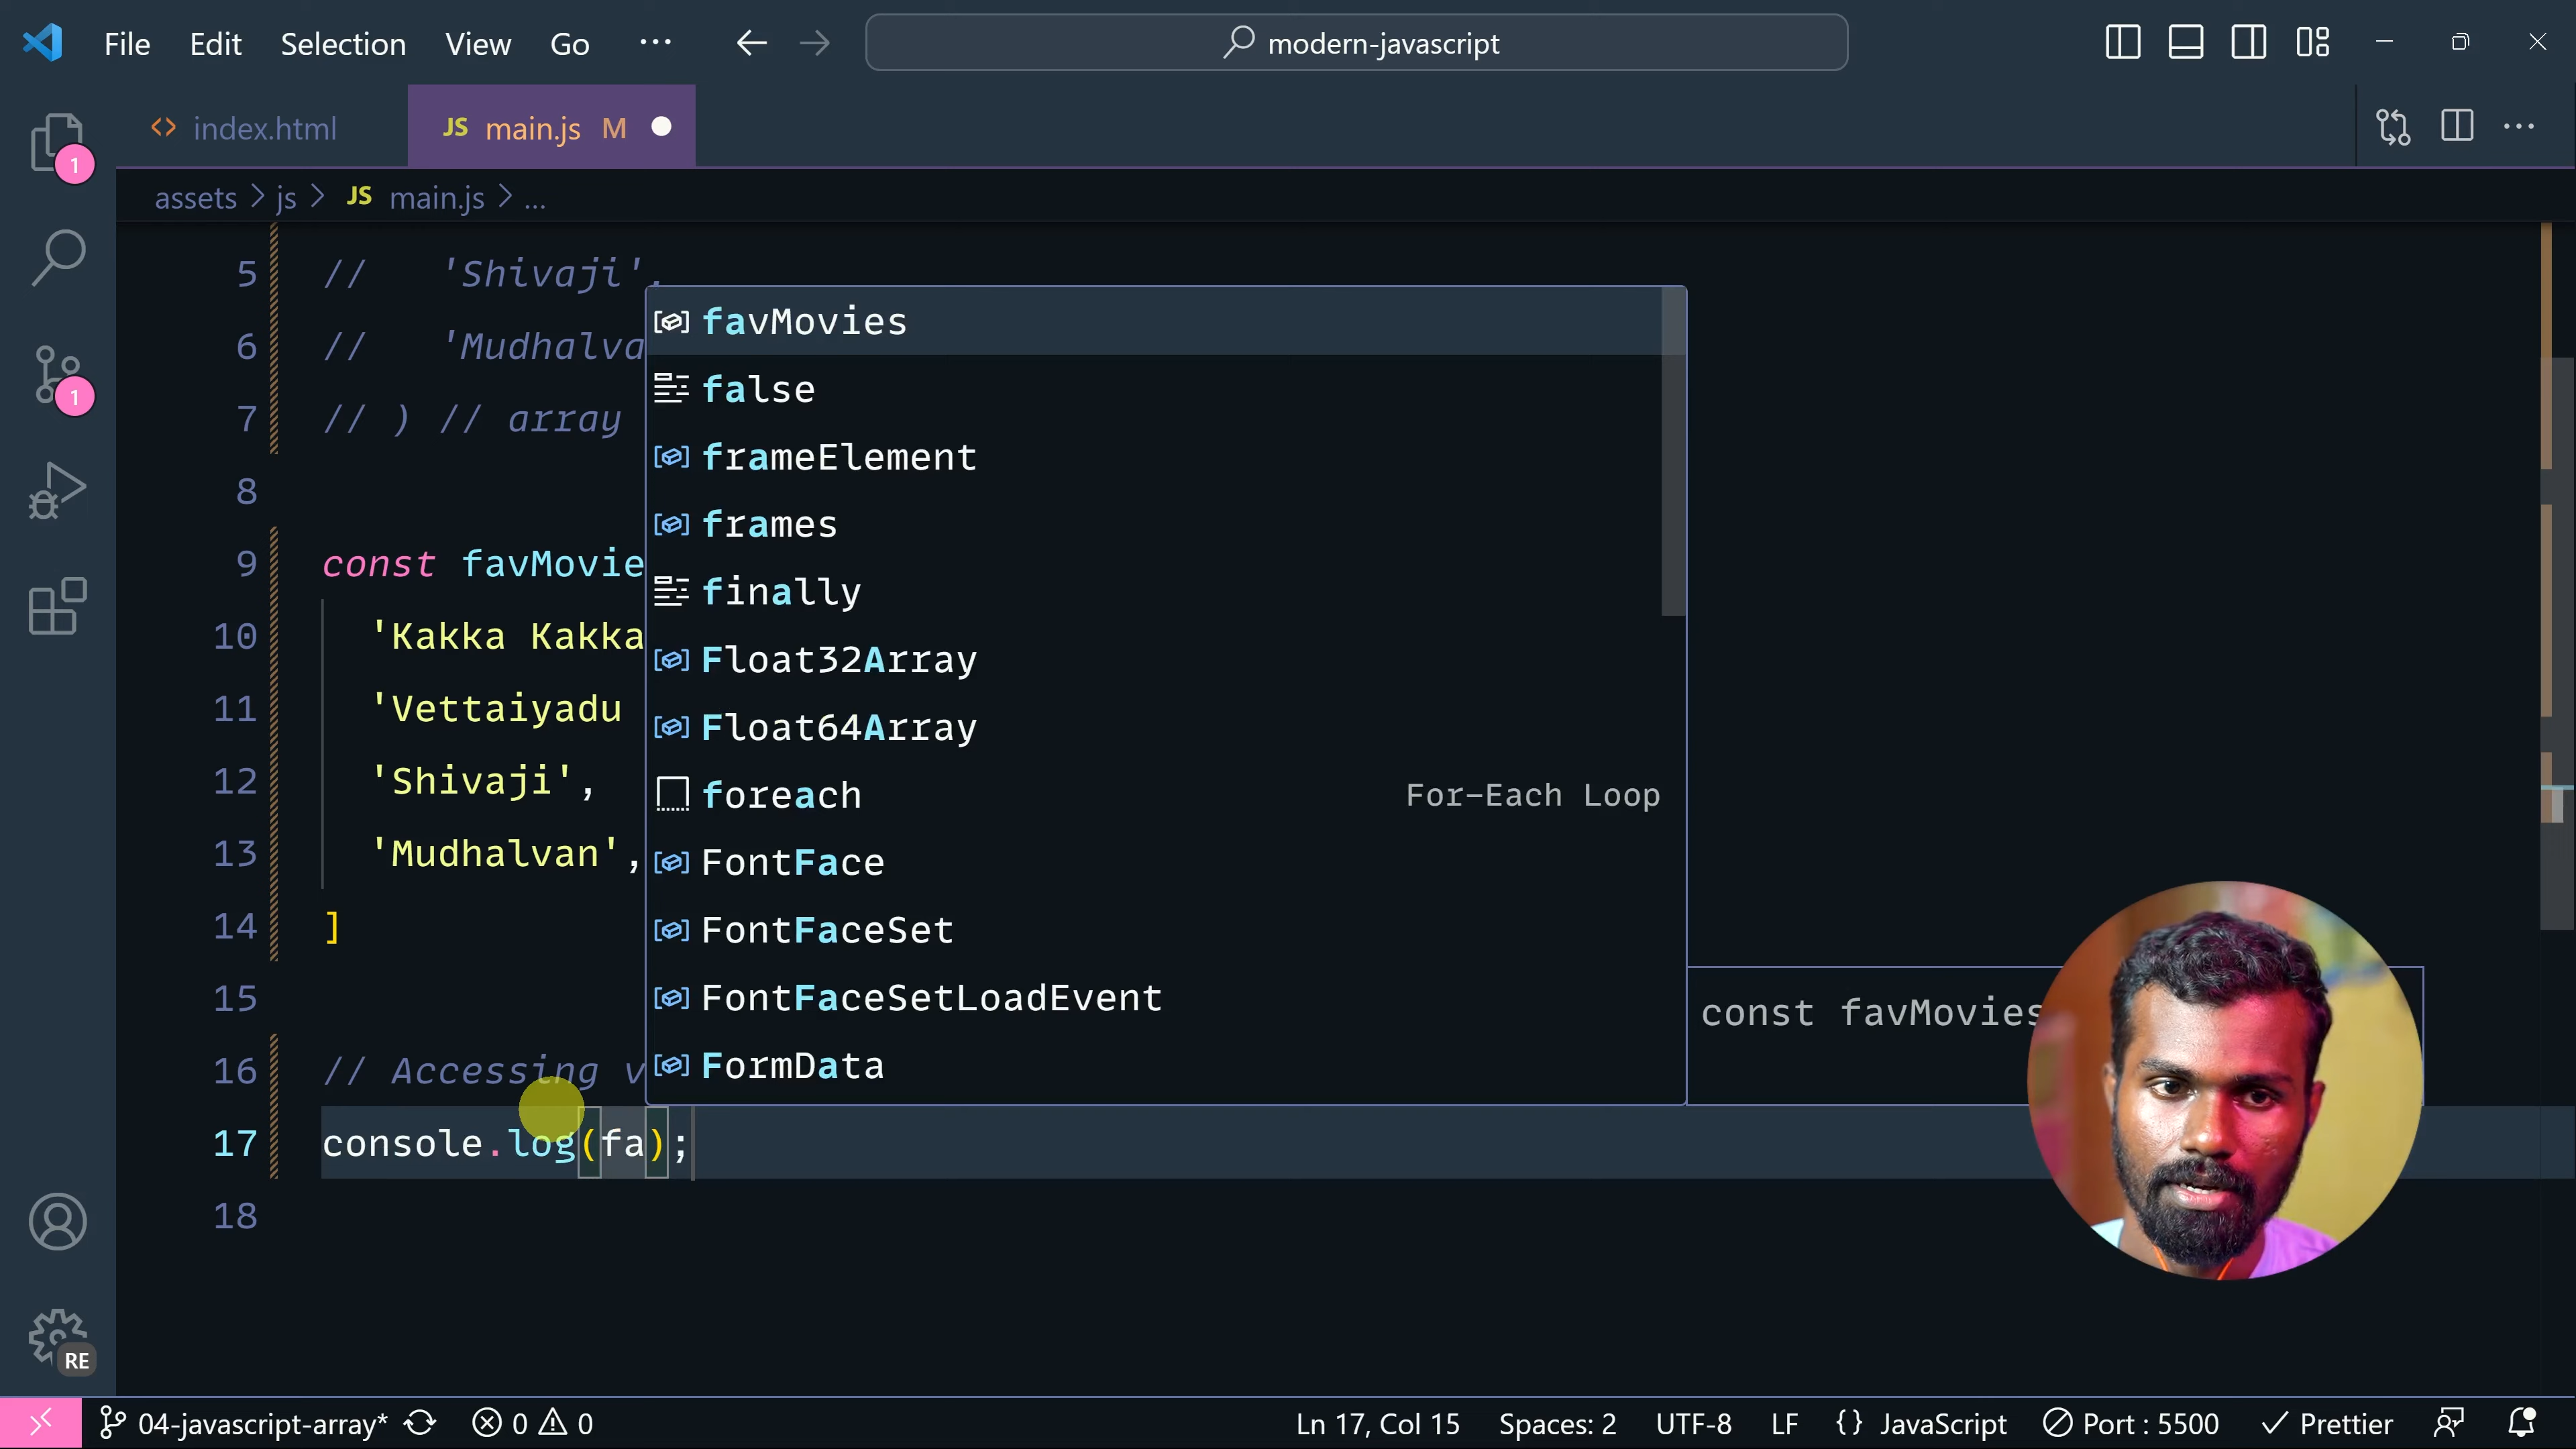 File Edit Selection View Go ... modern-javascript
index.html JS main.js M
assets > js > JS main.js > ...
1
1
5 // 'Shivaji',
6 // 'Mudhalva
7 // ) // array
8
9 const favMovie
10 'Kakka Kakka
11 'Vettaiyadu
12 'Shivaji',
13 'Mudhalvan',
14 ]
15
16 // Accessing v
17 console.log(fa);
18
favMovies
false
frameElement
frames
finally
Float32Array
Float64Array
foreach For-Each Loop
FontFace
FontFaceSet
FontFaceSetLoadEvent
FormData
const favMovies
RE
04-javascript-array* 0 0 Ln 17, Col 15 Spaces: 2 UTF-8 LF {} JavaScript Port : 5500 Prettier